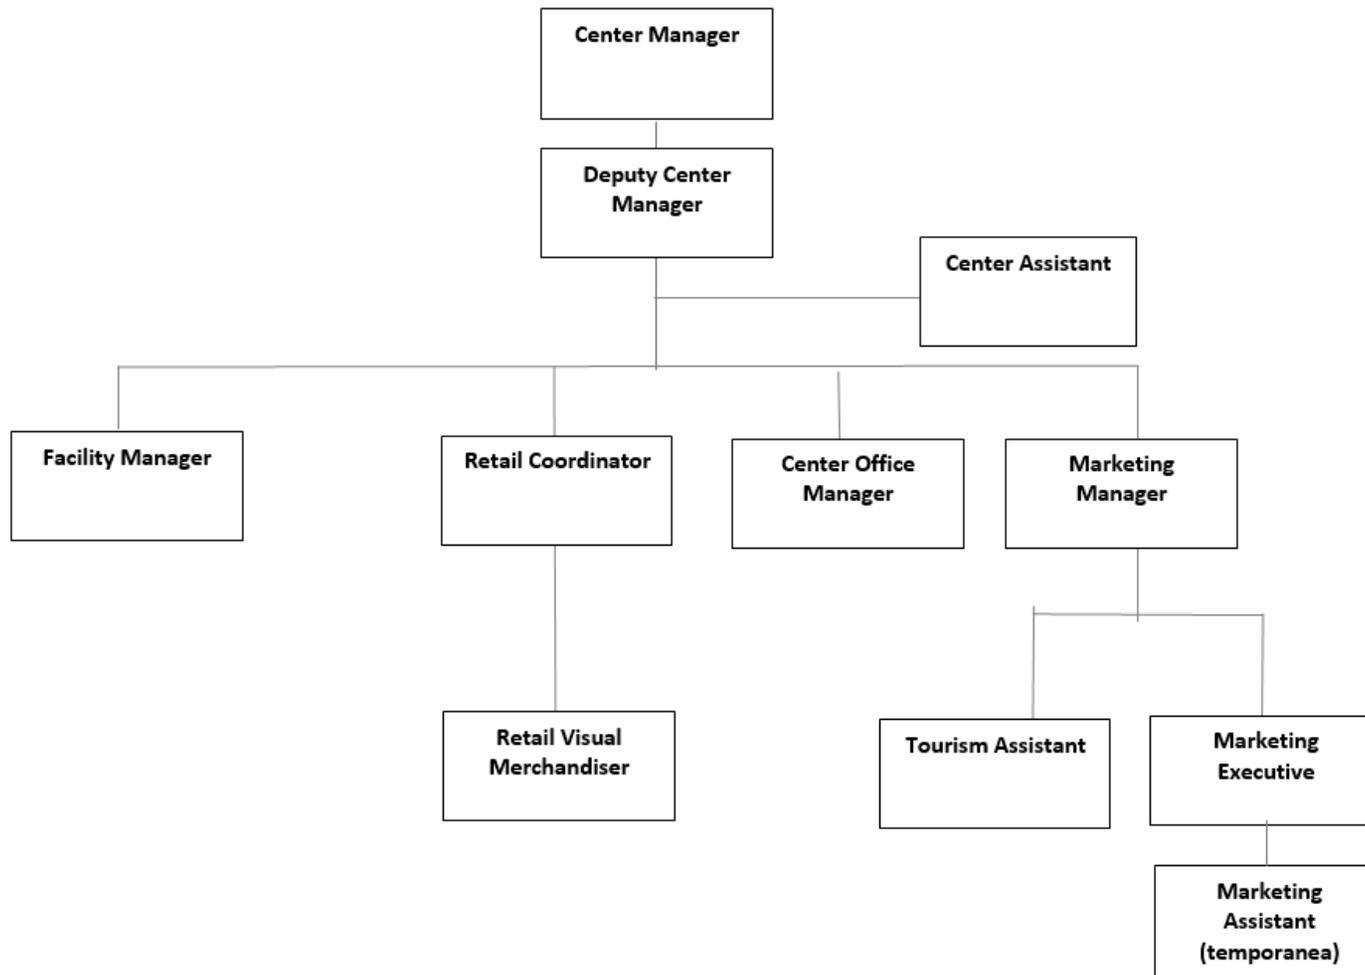 Center Manager
Deputy Center
Manager
Center Assistant
Facility Manager
Retail Coordinator
Center Office
Manager
Marketing
Manager
Retail Visual
Merchandiser
Tourism Assistant
Marketing
Executive
Marketing
Assistant
(temporanea)